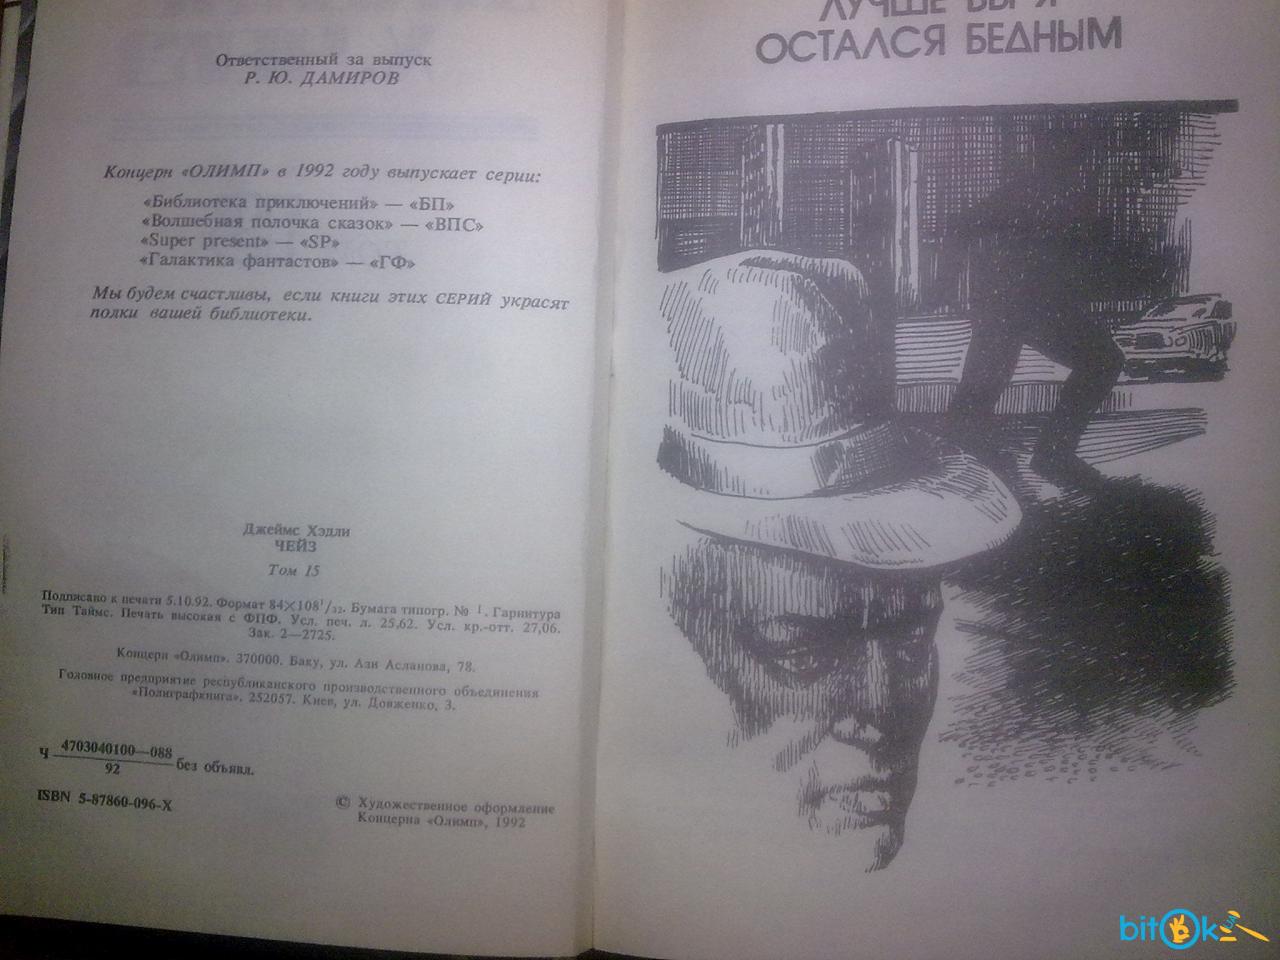 Ответственный за выпуск
Р. Ю. ДАМИРОВ
Концерн «ОЛИМП» в 1992 году выпускает серии:
«Библиотека приключений» — «БП»
«Волшебная полочка сказок» — «ВПС»
«Super present» — «SP»
«Галактика фантастов» — «ГФ»
Мы будем счастливы, если книги этих СЕРИЙ украсят
полки вашей библиотеки.
Джеймс Хэдли
ЧЕЙЗ
Том 15
Подписано к печати 5.10.92. Формат 84×108¹/₃₂. Бумага типогр. № 1. Гарнитура
Тип Таймс. Печать высокая с ФПФ. Усл. печ. л. 25,62. Усл. кр.-отт. 27,06.
Зак. 2—2725.
Концерн «Олимп». 370000. Баку, ул. Ази Асланова, 78.
Головное предприятие республиканского производственного объединения
«Полиграфкнига». 252057. Киев, ул. Довженко, 3.
Ч 4703040100—088 без объявл.
92
ISBN 5-87860-096-X
© Художественное оформление
Концерна «Олимп», 1992
ЛУЧШЕ БЫ Я
ОСТАЛСЯ БЕДНЫМ
bitOk